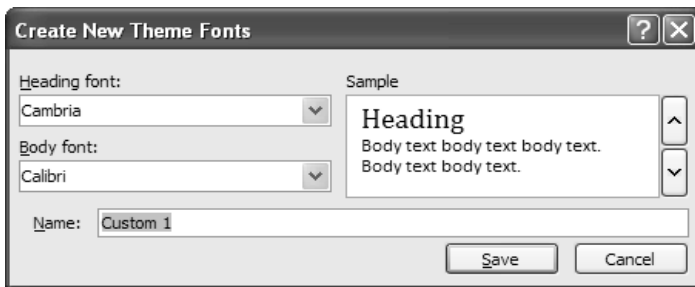 Create New Theme Fonts
?
Heading font:
Cambria
Body font:
Calibri
Sample
Heading
Body text body text body text.
Body text body text.
Name: Custom 1
Save Cancel